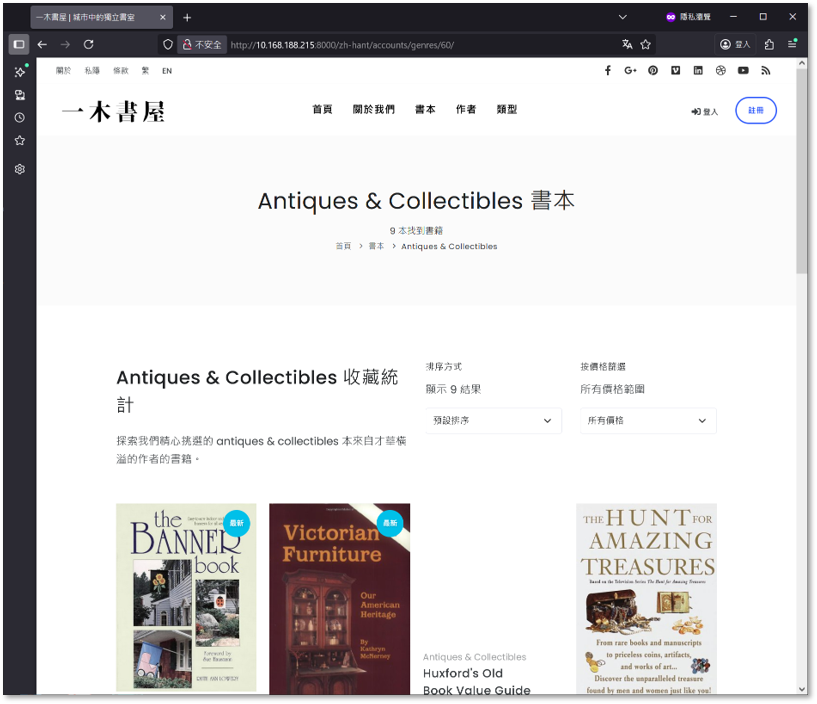 一木書屋 | 城市中的獨立書室
隱私瀏覽
不安全
http://10.168.188.215:8000/zh-hant/accounts/genres/60/
登入
關於 私隱 條款 繁 EN
一木書屋
首頁 關於我們 書本 作者 類型
登入
註冊
Antiques & Collectibles 書本
9 本找到書籍
首頁 > 書本 > Antiques & Collectibles
Antiques & Collectibles 收藏統
計
探索我們精心挑選的 antiques & collectibles 本來自才華橫
溢的作者的書籍。
排序方式
顯示 9 結果
預設排序
按價格篩選
所有價格範圍
所有價格
the
BANNER
book
最新
Foreword by
Victorian
Furniture
最新
Our
American
Heritage
By
Kathryn
McNerney
Antiques & Collectibles
Huxford's Old
Book Value Guide
THE HUNT FOR
AMAZING
TREASURES
Based on the Television Series The Hunt for Amazing Treasures
From rare books and manuscripts
to priceless coins, artifacts,
and works of art...
Discover the unparalleled treasure
found by men and women just like you!